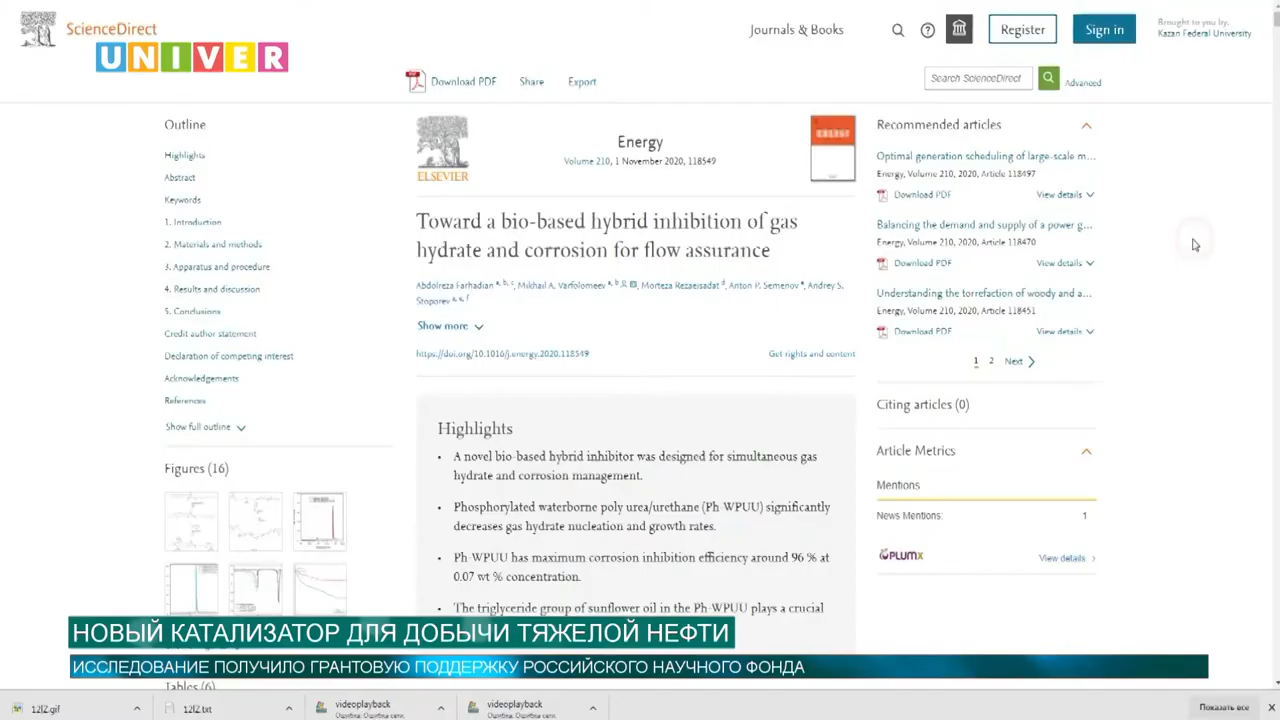 ScienceDirect
UNIVER
Journals & Books
Register
Sign in
Brought to you by:
Kazan Federal University
Download PDF
Share
Export
Search ScienceDirect
Advanced
Outline
Highlights
Abstract
Keywords
1. Introduction
2. Materials and methods
3. Apparatus and procedure
4. Results and discussion
5. Conclusions
Credit author statement
Declaration of competing interest
Acknowledgements
References
Show full outline
Figures (16)
Tables (6)
ELSEVIER
Energy
Volume 210, 1 November 2020, 118549
ENERGY
Toward a bio-based hybrid inhibition of gas
hydrate and corrosion for flow assurance
Abdolreza Farhadian a, b, c, Mikhail A. Varfolomeev a, b, Morteza Rezaeisadat d, Anton P. Semenov e, Andrey S.
Stoporev a, e, f
Show more
https://doi.org/10.1016/j.energy.2020.118549
Get rights and content
Highlights
• A novel bio-based hybrid inhibitor was designed for simultaneous gas
hydrate and corrosion management.
• Phosphorylated waterborne poly urea/urethane (Ph-WPUU) significantly
decreases gas hydrate nucleation and growth rates.
• Ph-WPUU has maximum corrosion inhibition efficiency around 96 % at
0.07 wt % concentration.
• The triglyceride group of sunflower oil in the Ph-WPUU plays a crucial
Recommended articles
Optimal generation scheduling of large-scale m...
Energy, Volume 210, 2020, Article 118497
Download PDF
View details
Balancing the demand and supply of a power g...
Energy, Volume 210, 2020, Article 118470
Download PDF
View details
Understanding the torrefaction of woody and a...
Energy, Volume 210, 2020, Article 118451
Download PDF
View details
1 2 Next
Citing articles (0)
Article Metrics
Mentions
News Mentions: 1
PLUMX
View details
НОВЫЙ КАТАЛИЗАТОР ДЛЯ ДОБЫЧИ ТЯЖЕЛОЙ НЕФТИ
ИССЛЕДОВАНИЕ ПОЛУЧИЛО ГРАНТОВУЮ ПОДДЕРЖКУ РОССИЙСКОГО НАУЧНОГО ФОНДА
12f2.gif
12f2.txt
videoplayback
Ошибка: Ошибка сети.
videoplayback
Ошибка: Ошибка сети.
Показать все